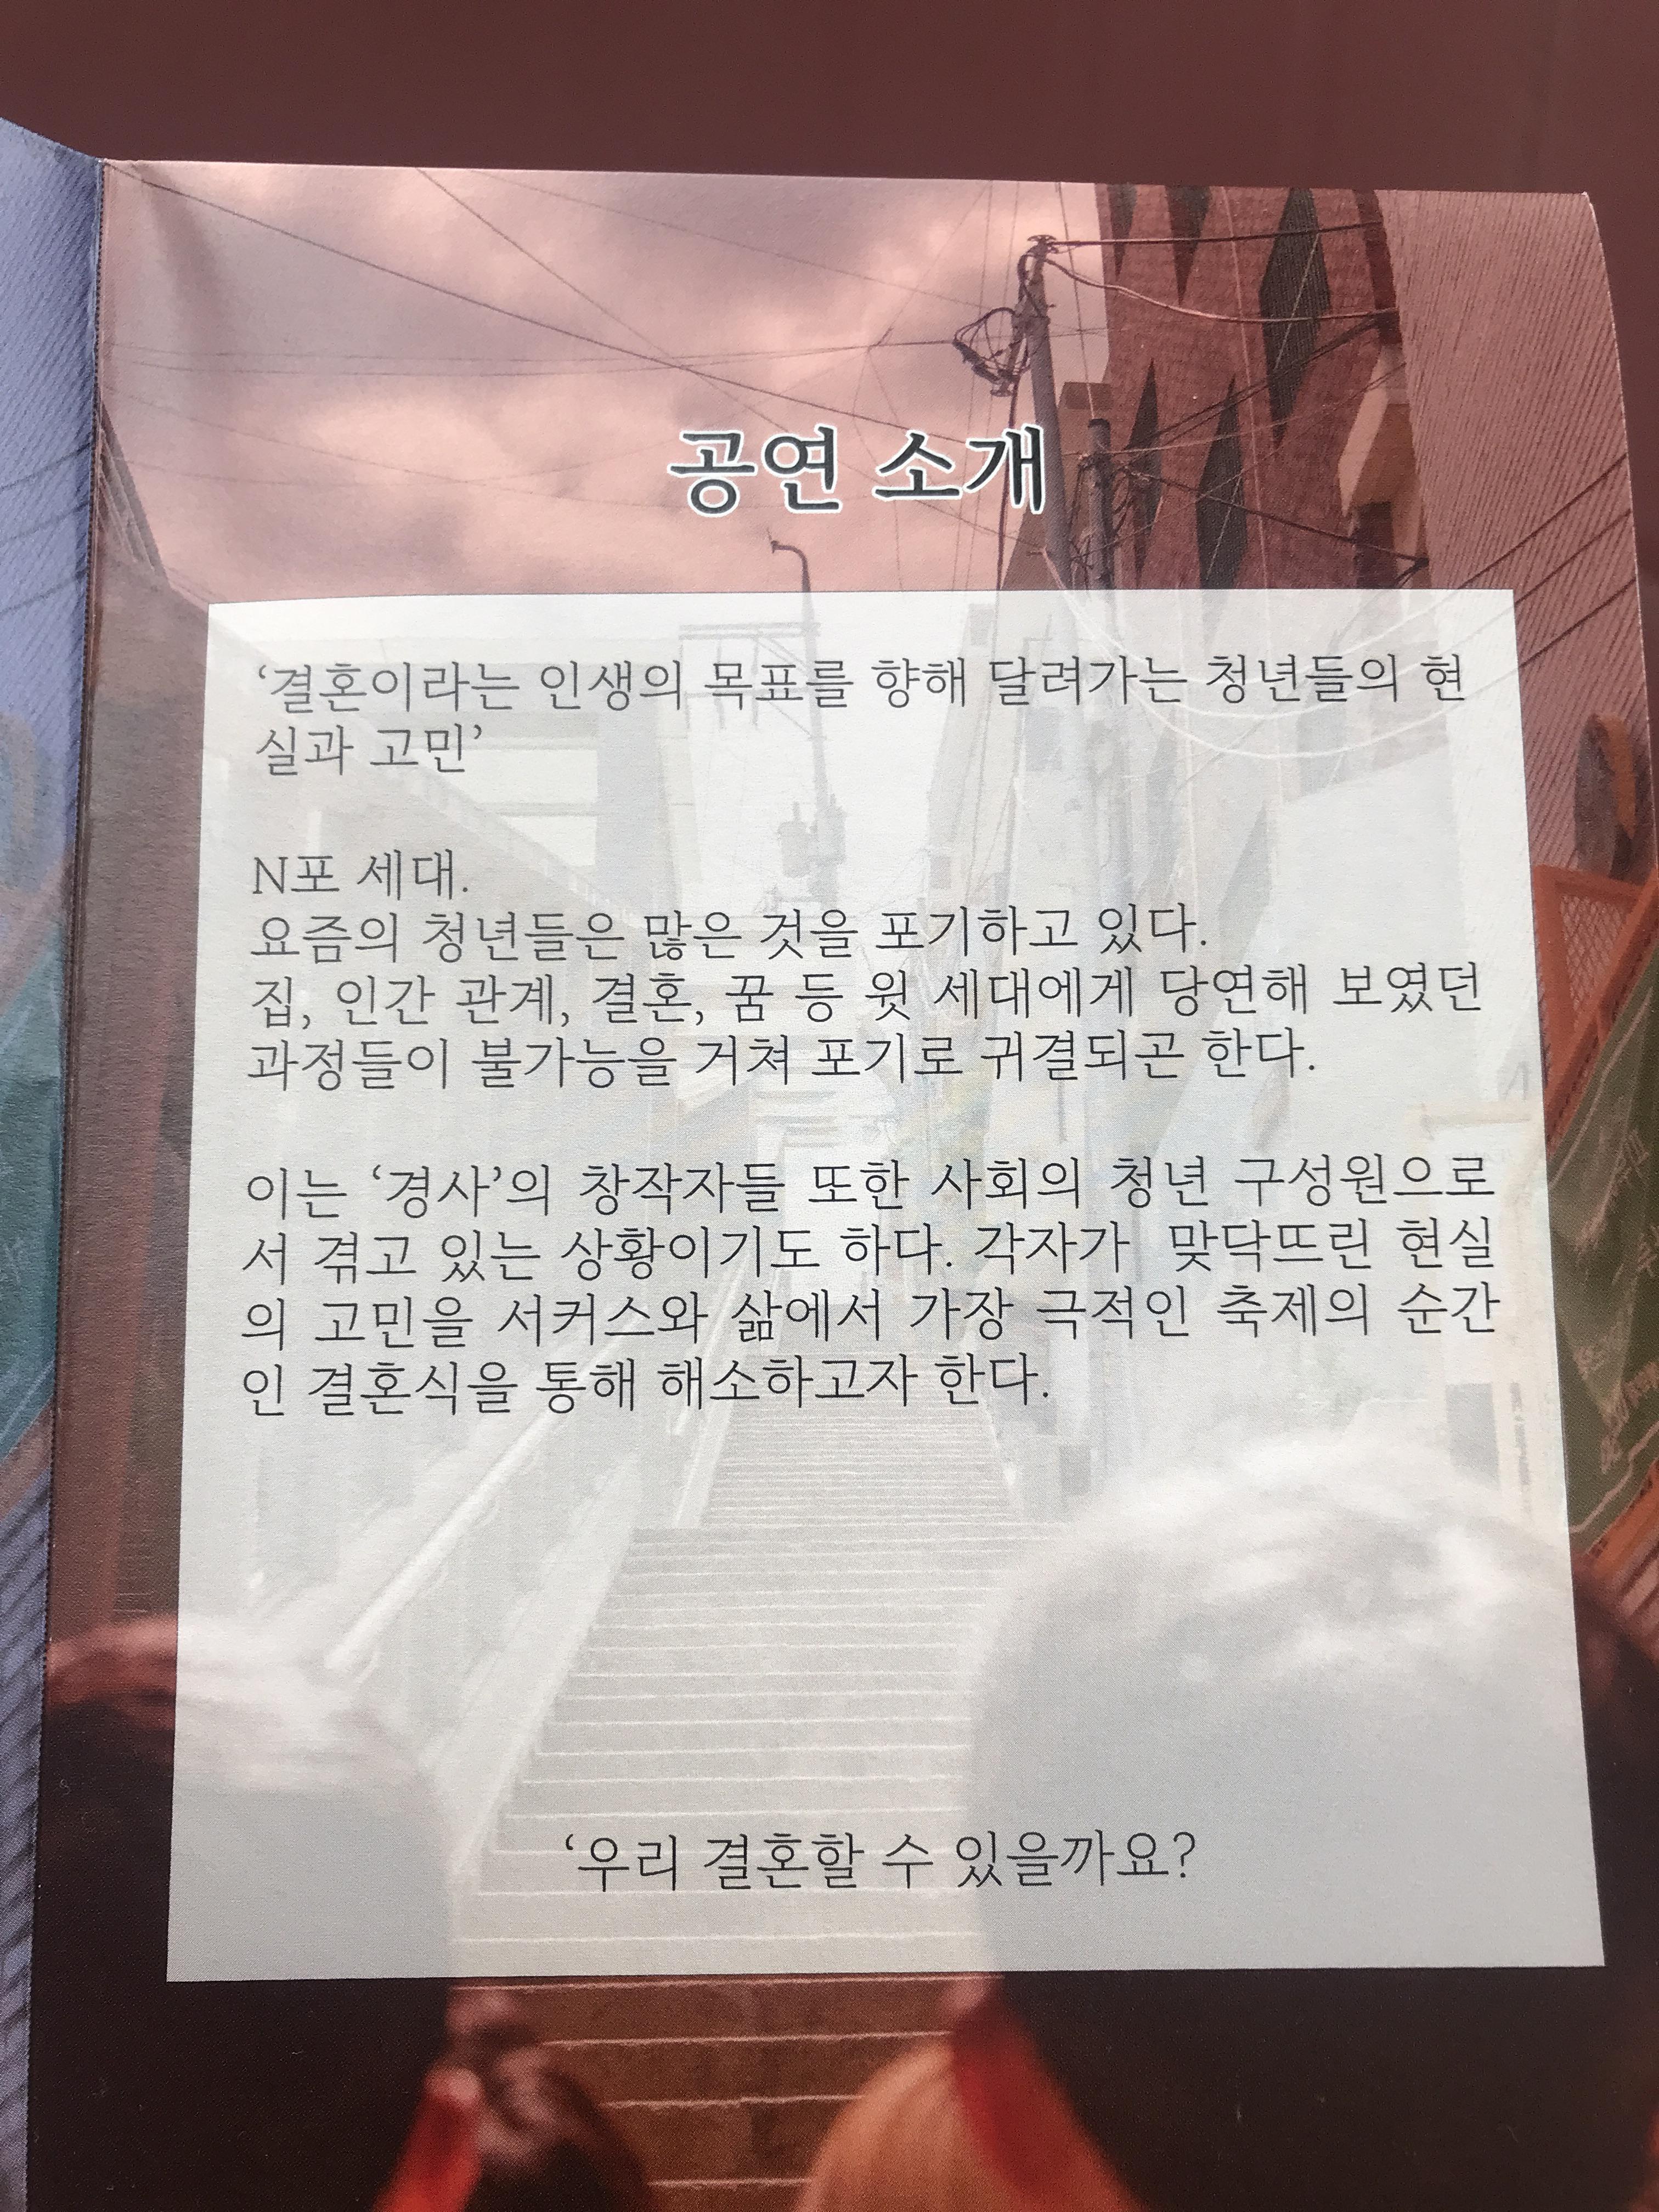 공연 소개
‘결혼이라는 인생의 목표를 향해 달려가는 청년들의 현
실과 고민’
N포 세대.
요즘의 청년들은 많은 것을 포기하고 있다.
집, 인간 관계, 결혼, 꿈 등 윗 세대에게 당연해 보였던
과정들이 불가능을 거쳐 포기로 귀결되곤 한다.
이는 ‘경사’의 창작자들 또한 사회의 청년 구성원으로
서 겪고 있는 상황이기도 하다. 각자가 맞닥뜨린 현실
의 고민을 서커스와 삶에서 가장 극적인 축제의 순간
인 결혼식을 통해 해소하고자 한다.
‘우리 결혼할 수 있을까요?